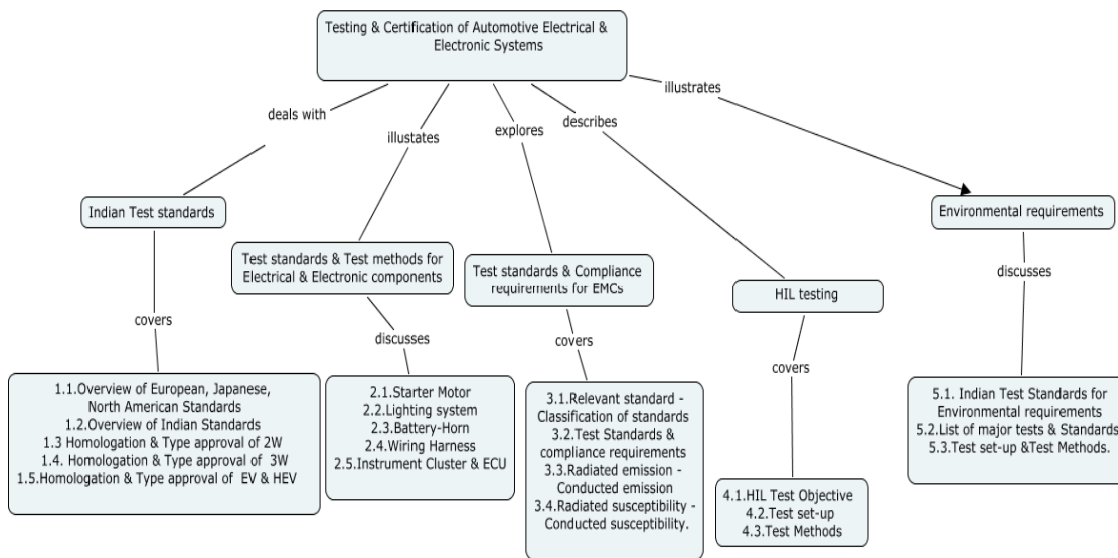 Testing & Certification of Automotive Electrical &
Electronic Systems
deals with
illustates
explores
describes
illustrates
Indian Test standards
Test standards & Test methods for
Electrical & Electronic components
Test standards & Compliance
requirements for EMCs
HIL testing
Environmental requirements
covers
discusses
covers
covers
discusses
1.1.Overview of European, Japanese,
North American Standards
1.2.Overview of Indian Standards
1.3 Homologation & Type approval of 2W
1.4. Homologation & Type approval of 3W
1.5.Homologation & Type approval of EV & HEV
2.1.Starter Motor
2.2.Lighting system
2.3.Battery-Horn
2.4.Wiring Harness
2.5.Instrument Cluster & ECU
3.1.Relevant standard -
Classification of standards
3.2.Test Standards &
compliance requirements
3.3.Radiated emission -
Conducted emission
3.4.Radiated susceptibility -
Conducted susceptibility.
4.1.HIL Test Objective
4.2.Test set-up
4.3.Test Methods
5.1. Indian Test Standards for
Environmental requirements
5.2.List of major tests & Standards
5.3.Test set-up &Test Methods.